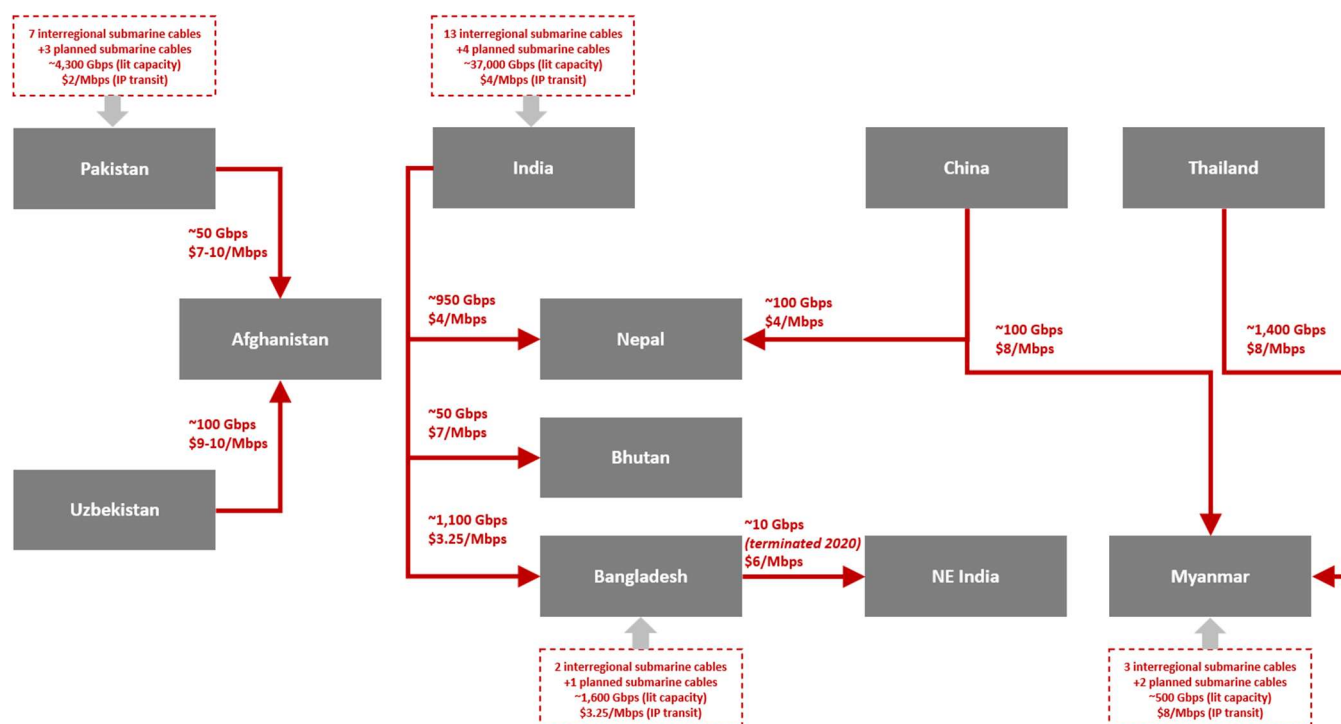 7 interregional submarine cables
+3 planned submarine cables
~4,300 Gbps (lit capacity)
$2/Mbps (IP transit)
13 interregional submarine cables
+4 planned submarine cables
~37,000 Gbps (lit capacity)
$4/Mbps (IP transit)
Pakistan
India
China
Thailand
~50 Gbps
$7-10/Mbps
Afghanistan
~950 Gbps
$4/Mbps
Nepal
~100 Gbps
$4/Mbps
~100 Gbps
$8/Mbps
~1,400 Gbps
$8/Mbps
~100 Gbps
$9-10/Mbps
Uzbekistan
~50 Gbps
$7/Mbps
Bhutan
~1,100 Gbps
$3.25/Mbps
Bangladesh
~10 Gbps
(terminated 2020)
$6/Mbps
NE India
Myanmar
2 interregional submarine cables
+1 planned submarine cables
~1,600 Gbps (lit capacity)
$3.25/Mbps (IP transit)
3 interregional submarine cables
+2 planned submarine cables
~500 Gbps (lit capacity)
$8/Mbps (IP transit)